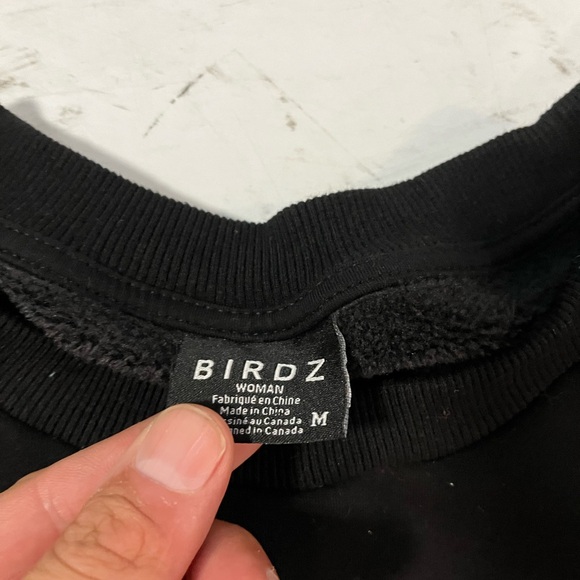 BIRDZ
WOMAN
Fabriqué en Chine
Made in China
au Canada
in Canada
M